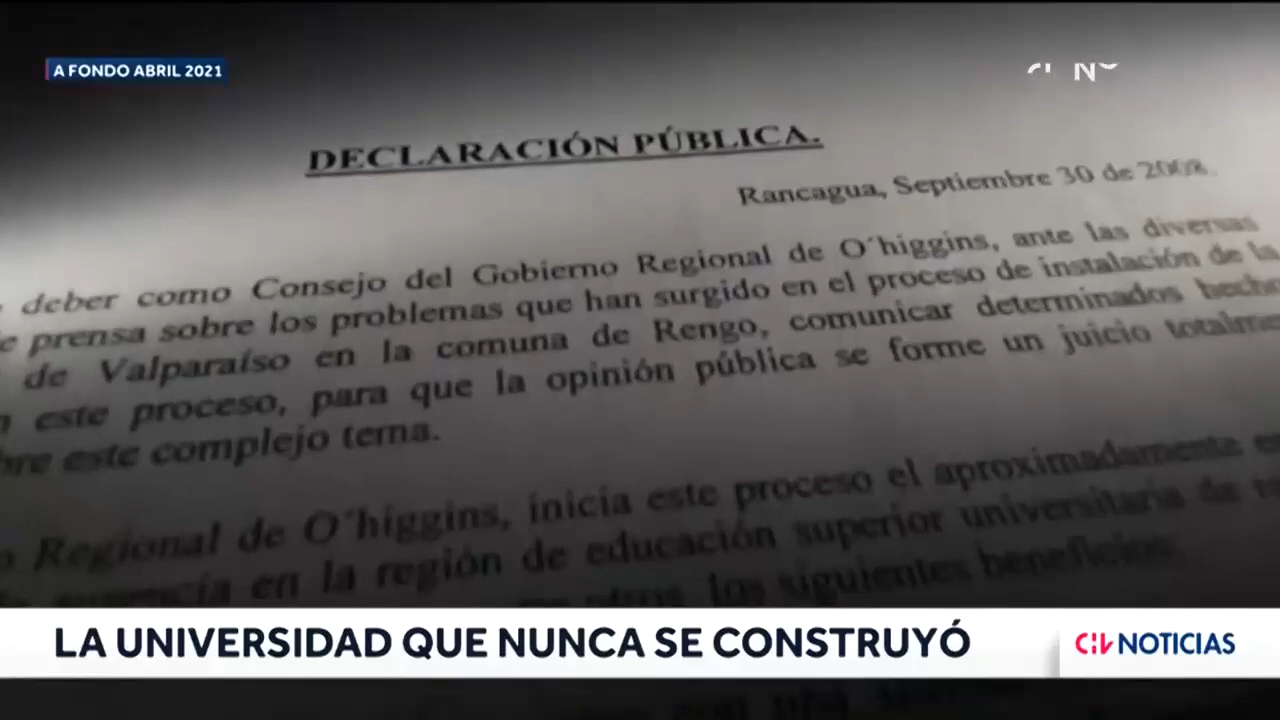 A FONDO ABRIL 2021
DECLARACIÓN PÚBLICA.
Rancagua, Septiembre 30 de 2008.
deber como Consejo del Gobierno Regional de O´higgins, ante las diversas
prensa sobre los problemas que han surgido en el proceso de instalación de la
de Valparaíso en la comuna de Rengo, comunicar determinados
este proceso, para que la opinión pública se forme un juicio
este complejo tema.
Regional de O´higgins, inicia este proceso el aproximadamente
en la región de educación superior universitaria de
los siguientes beneficios:
LA UNIVERSIDAD QUE NUNCA SE CONSTRUYÓ
CHV NOTICIAS